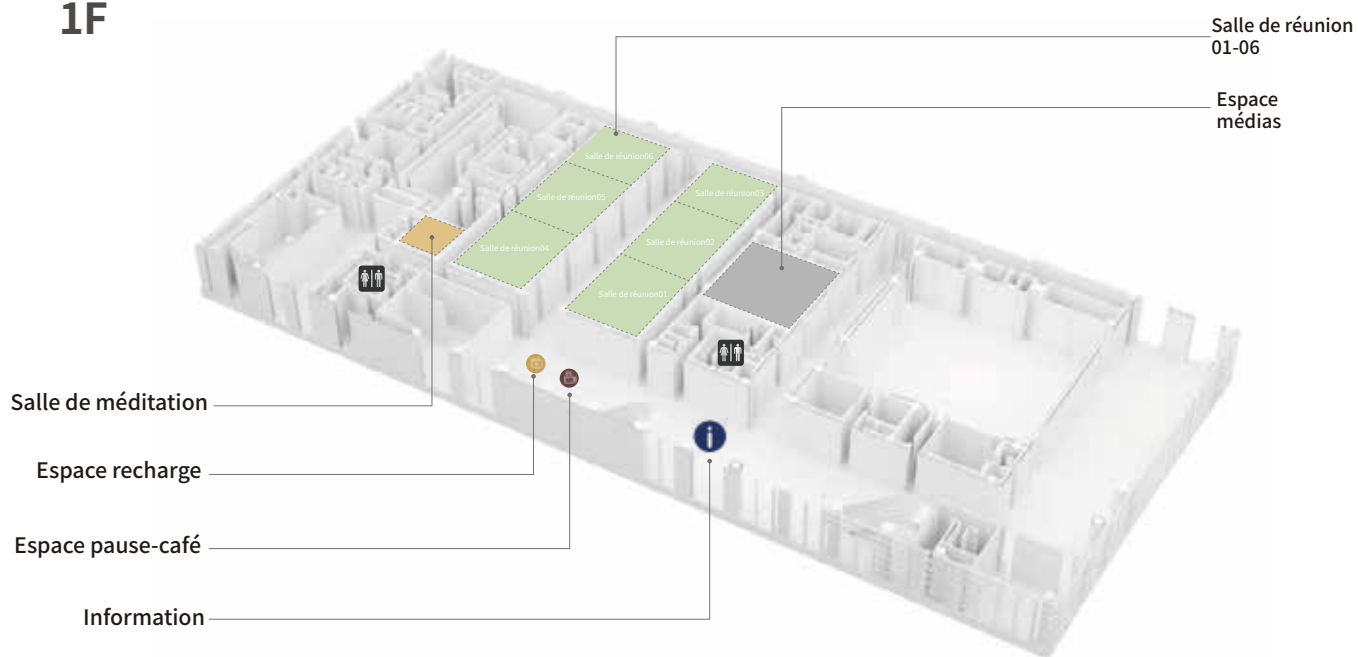 1F
Salle de réunion
01-06
Espace
médias
Salle de réunion06
Salle de réunion05
Salle de réunion04
Salle de réunion03
Salle de réunion02
Salle de réunion01
Salle de méditation
Espace recharge
Espace pause-café
Information